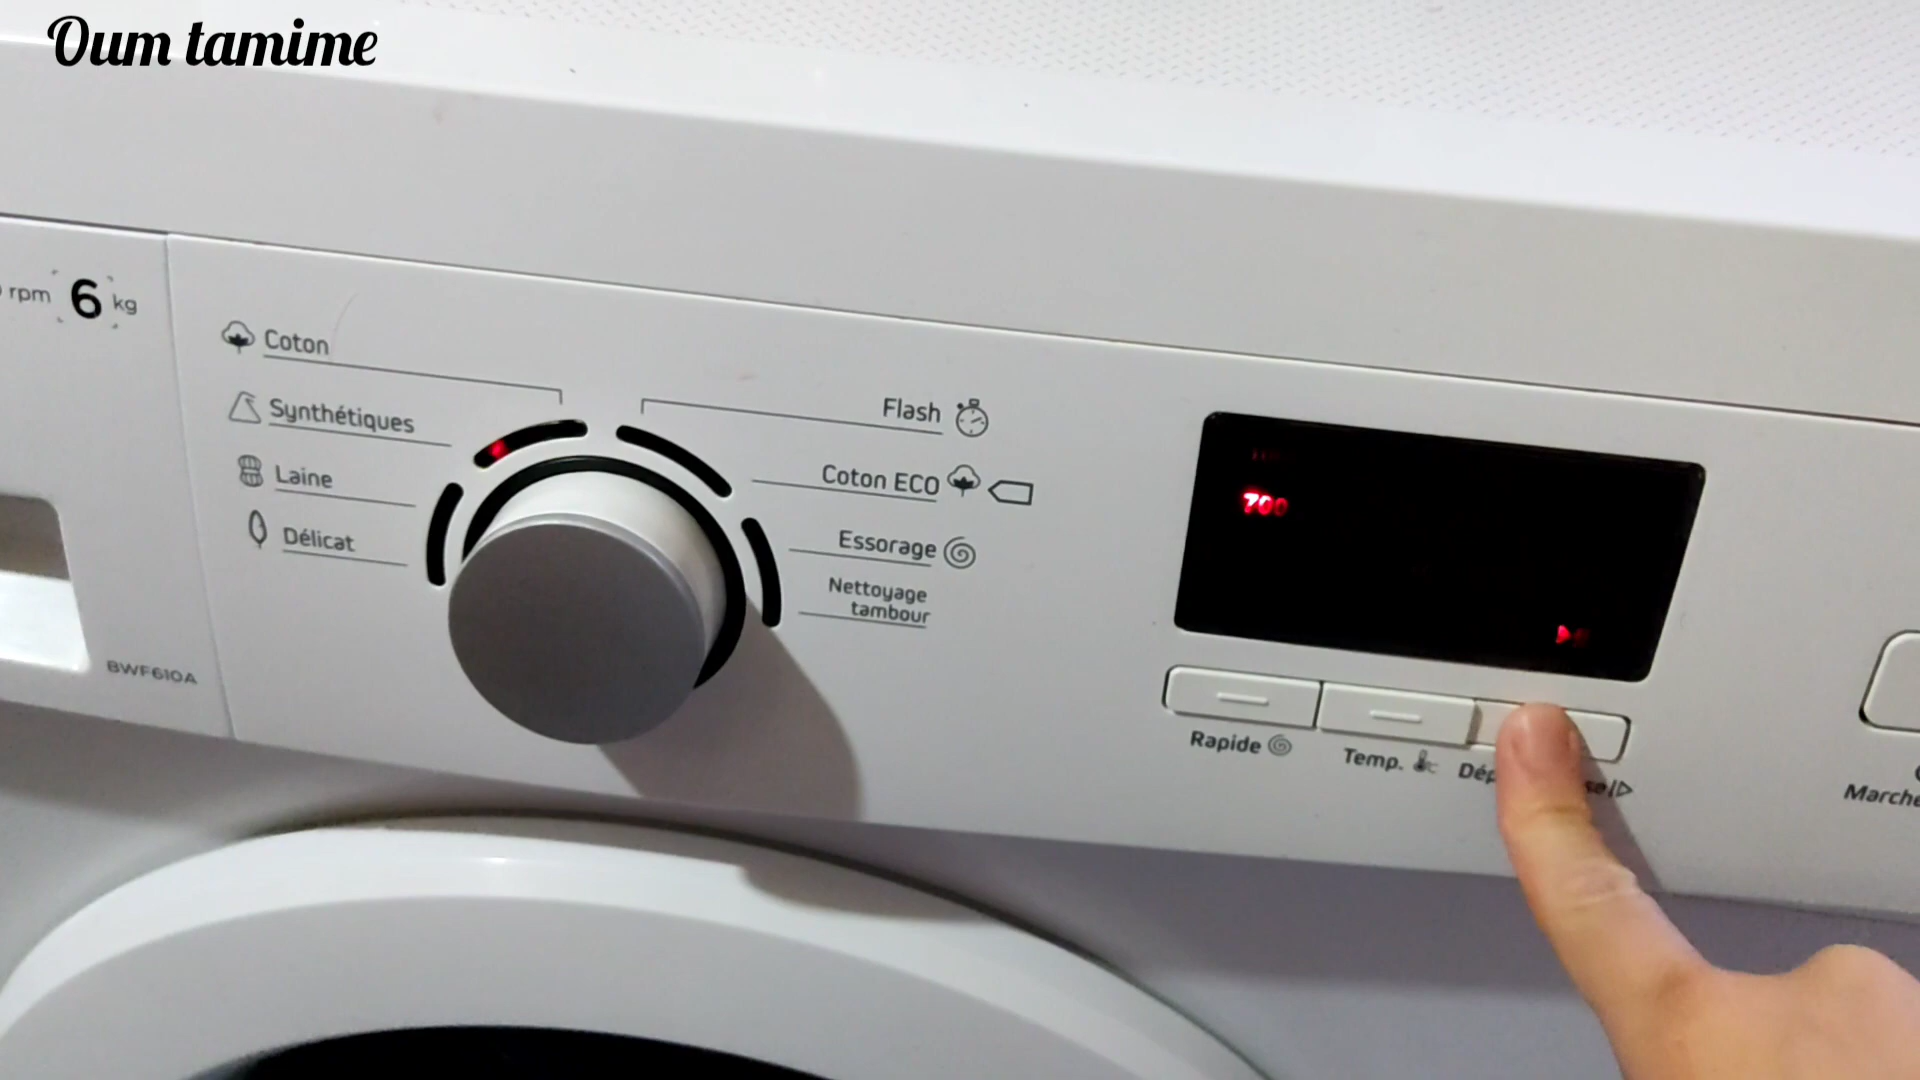 Oum tamime
rpm 6 kg
Coton
Synthétiques
Laine
Délicat
BWF610A
Flash
Coton ECO
Essorage
Nettoyage
tambour
700
Rapide
Temp. °C
Marche